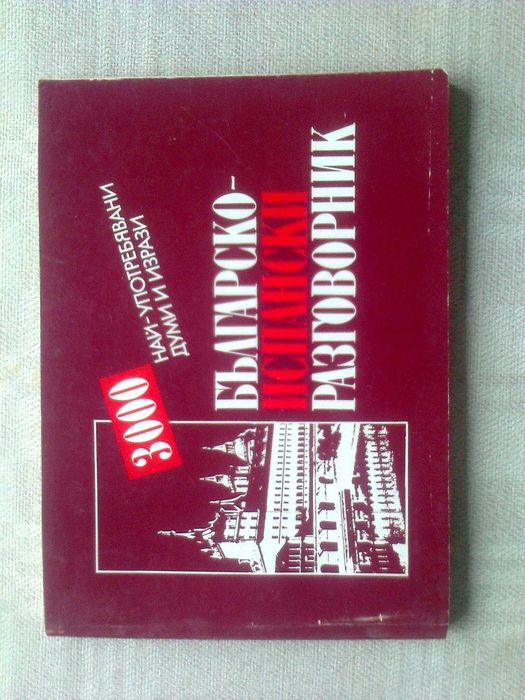 3000
НАЙ-УПОТРЕБЯВАНИ
ДУМИ И ИЗРАЗИ
БЪЛГАРСКО-
ИСПАНСКИ
РАЗГОВОРНИК